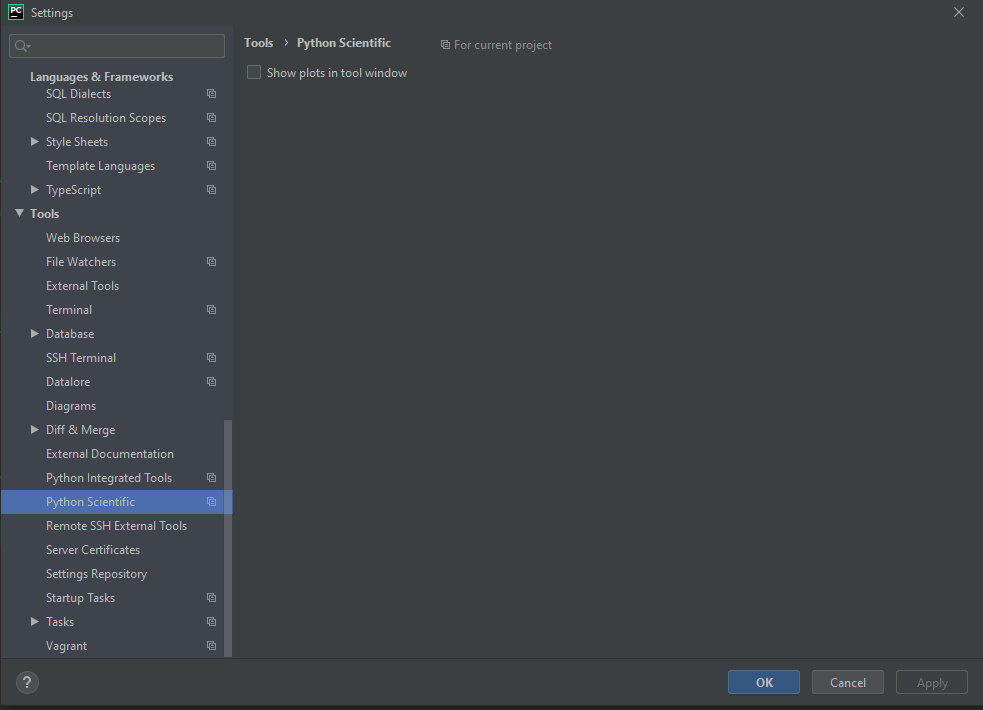 PC Settings
Tools › Python Scientific For current project
Show plots in tool window
Languages & Frameworks
SQL Dialects
SQL Resolution Scopes
Style Sheets
Template Languages
TypeScript
Tools
Web Browsers
File Watchers
External Tools
Terminal
Database
SSH Terminal
Datalore
Diagrams
Diff & Merge
External Documentation
Python Integrated Tools
Python Scientific
Remote SSH External Tools
Server Certificates
Settings Repository
Startup Tasks
Tasks
Vagrant
? OK Cancel Apply